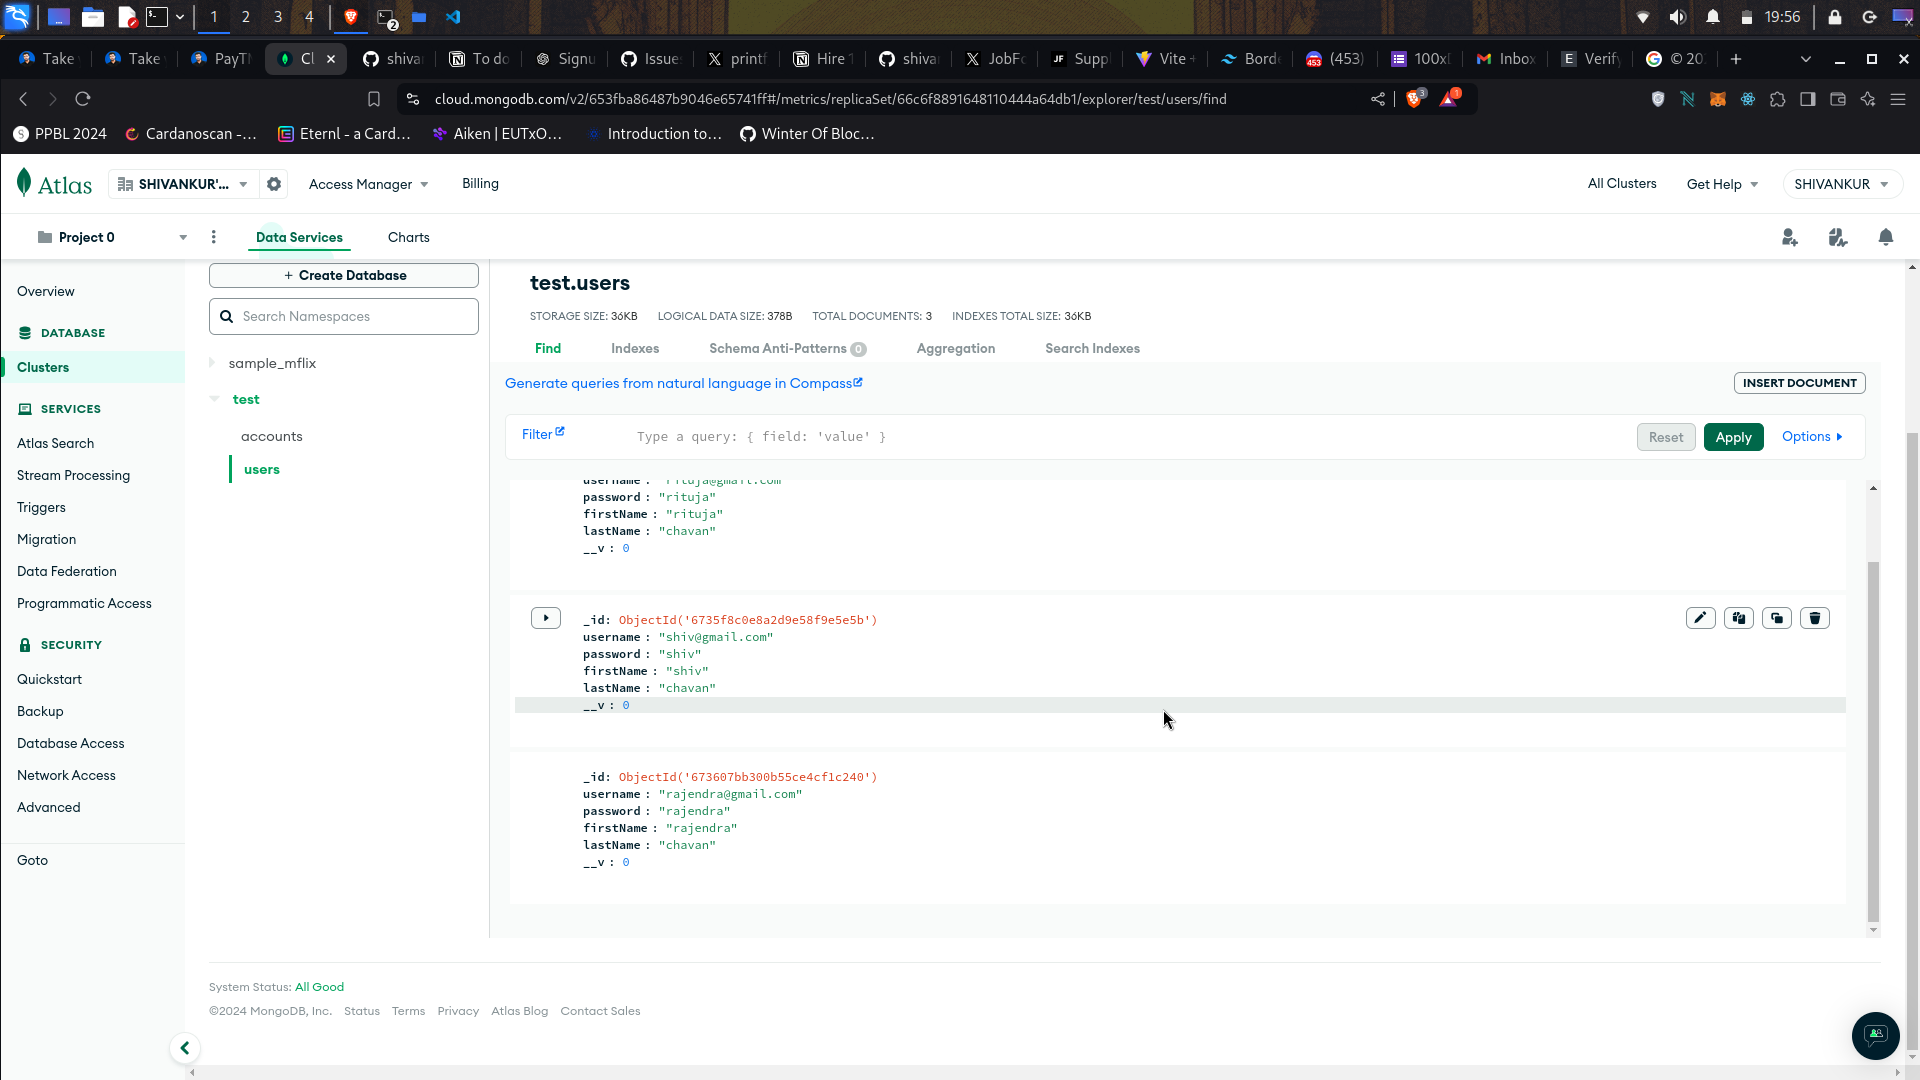 1 2 3 4 2 19:56
Take Take PayT Cl shiva To do Signu Issue printf Hire T shiva JobFo JF Supp Vite + Bord 453 (453) 100x Inbox E Verify © 20
cloud.mongodb.com/v2/653fba86487b9046e65741ff#/metrics/replicaSet/66c6f8891648110444a64db1/explorer/test/users/find 3 1
S PPBL 2024 Cardanoscan -... Eternl - a Card... Aiken | EUTxO... Introduction to... Winter Of Bloc...
Atlas SHIVANKUR'... Access Manager Billing All Clusters Get Help SHIVANKUR
Project 0 Data Services Charts
+ Create Database
Search Namespaces
sample_mflix
test
accounts
users
Overview
DATABASE
Clusters
SERVICES
Atlas Search
Stream Processing
Triggers
Migration
Data Federation
Programmatic Access
SECURITY
Quickstart
Backup
Database Access
Network Access
Advanced
Goto
test.users
STORAGE SIZE: 36KB LOGICAL DATA SIZE: 378B TOTAL DOCUMENTS: 3 INDEXES TOTAL SIZE: 36KB
Find Indexes Schema Anti-Patterns 0 Aggregation Search Indexes
Generate queries from natural language in Compass INSERT DOCUMENT
Filter Type a query: { field: 'value' } Reset Apply Options
username : "rituja@gmail.com"
password : "rituja"
firstName : "rituja"
lastName : "chavan"
__v : 0
_id: ObjectId('6735f8c0e8a2d9e58f9e5e5b')
username : "shiv@gmail.com"
password : "shiv"
firstName : "shiv"
lastName : "chavan"
__v : 0
_id: ObjectId('673607bb300b55ce4cf1c240')
username : "rajendra@gmail.com"
password : "rajendra"
firstName : "rajendra"
lastName : "chavan"
__v : 0
System Status: All Good
©2024 MongoDB, Inc. Status Terms Privacy Atlas Blog Contact Sales